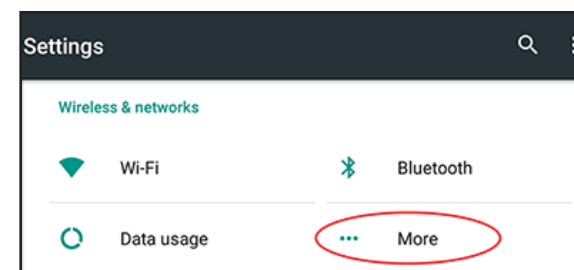 Settings
Wireless & networks
Wi-Fi Bluetooth
Data usage More